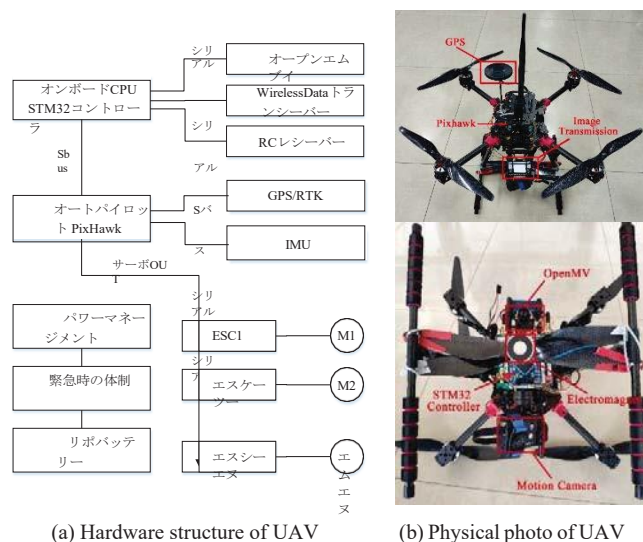 シリ
アル
オープンエム
ブイ
オンボードCPU
STM32コントロー
ラ
WirelessDataトラ
ンシーバー
シリ
RCレシーバー
Sb
us
アル
オートパイロッ
ト PixHawk
GPS/RTK
Sバ
ス
IMU
サーボOU
T
シリ
アル
パワーマネー
ジメント
ESC1
M1
シリ
ア
緊急時の体制
エスケー
ツー
M2
リポバッテ
リー
エスシー
エヌ
エ
ムエ
ヌ
(a) Hardware structure of UAV
GPS
Pixhawk
Image
Transmission
OpenMV
STM32
Controller
Electromagn
Motion Camera
(b) Physical photo of UAV